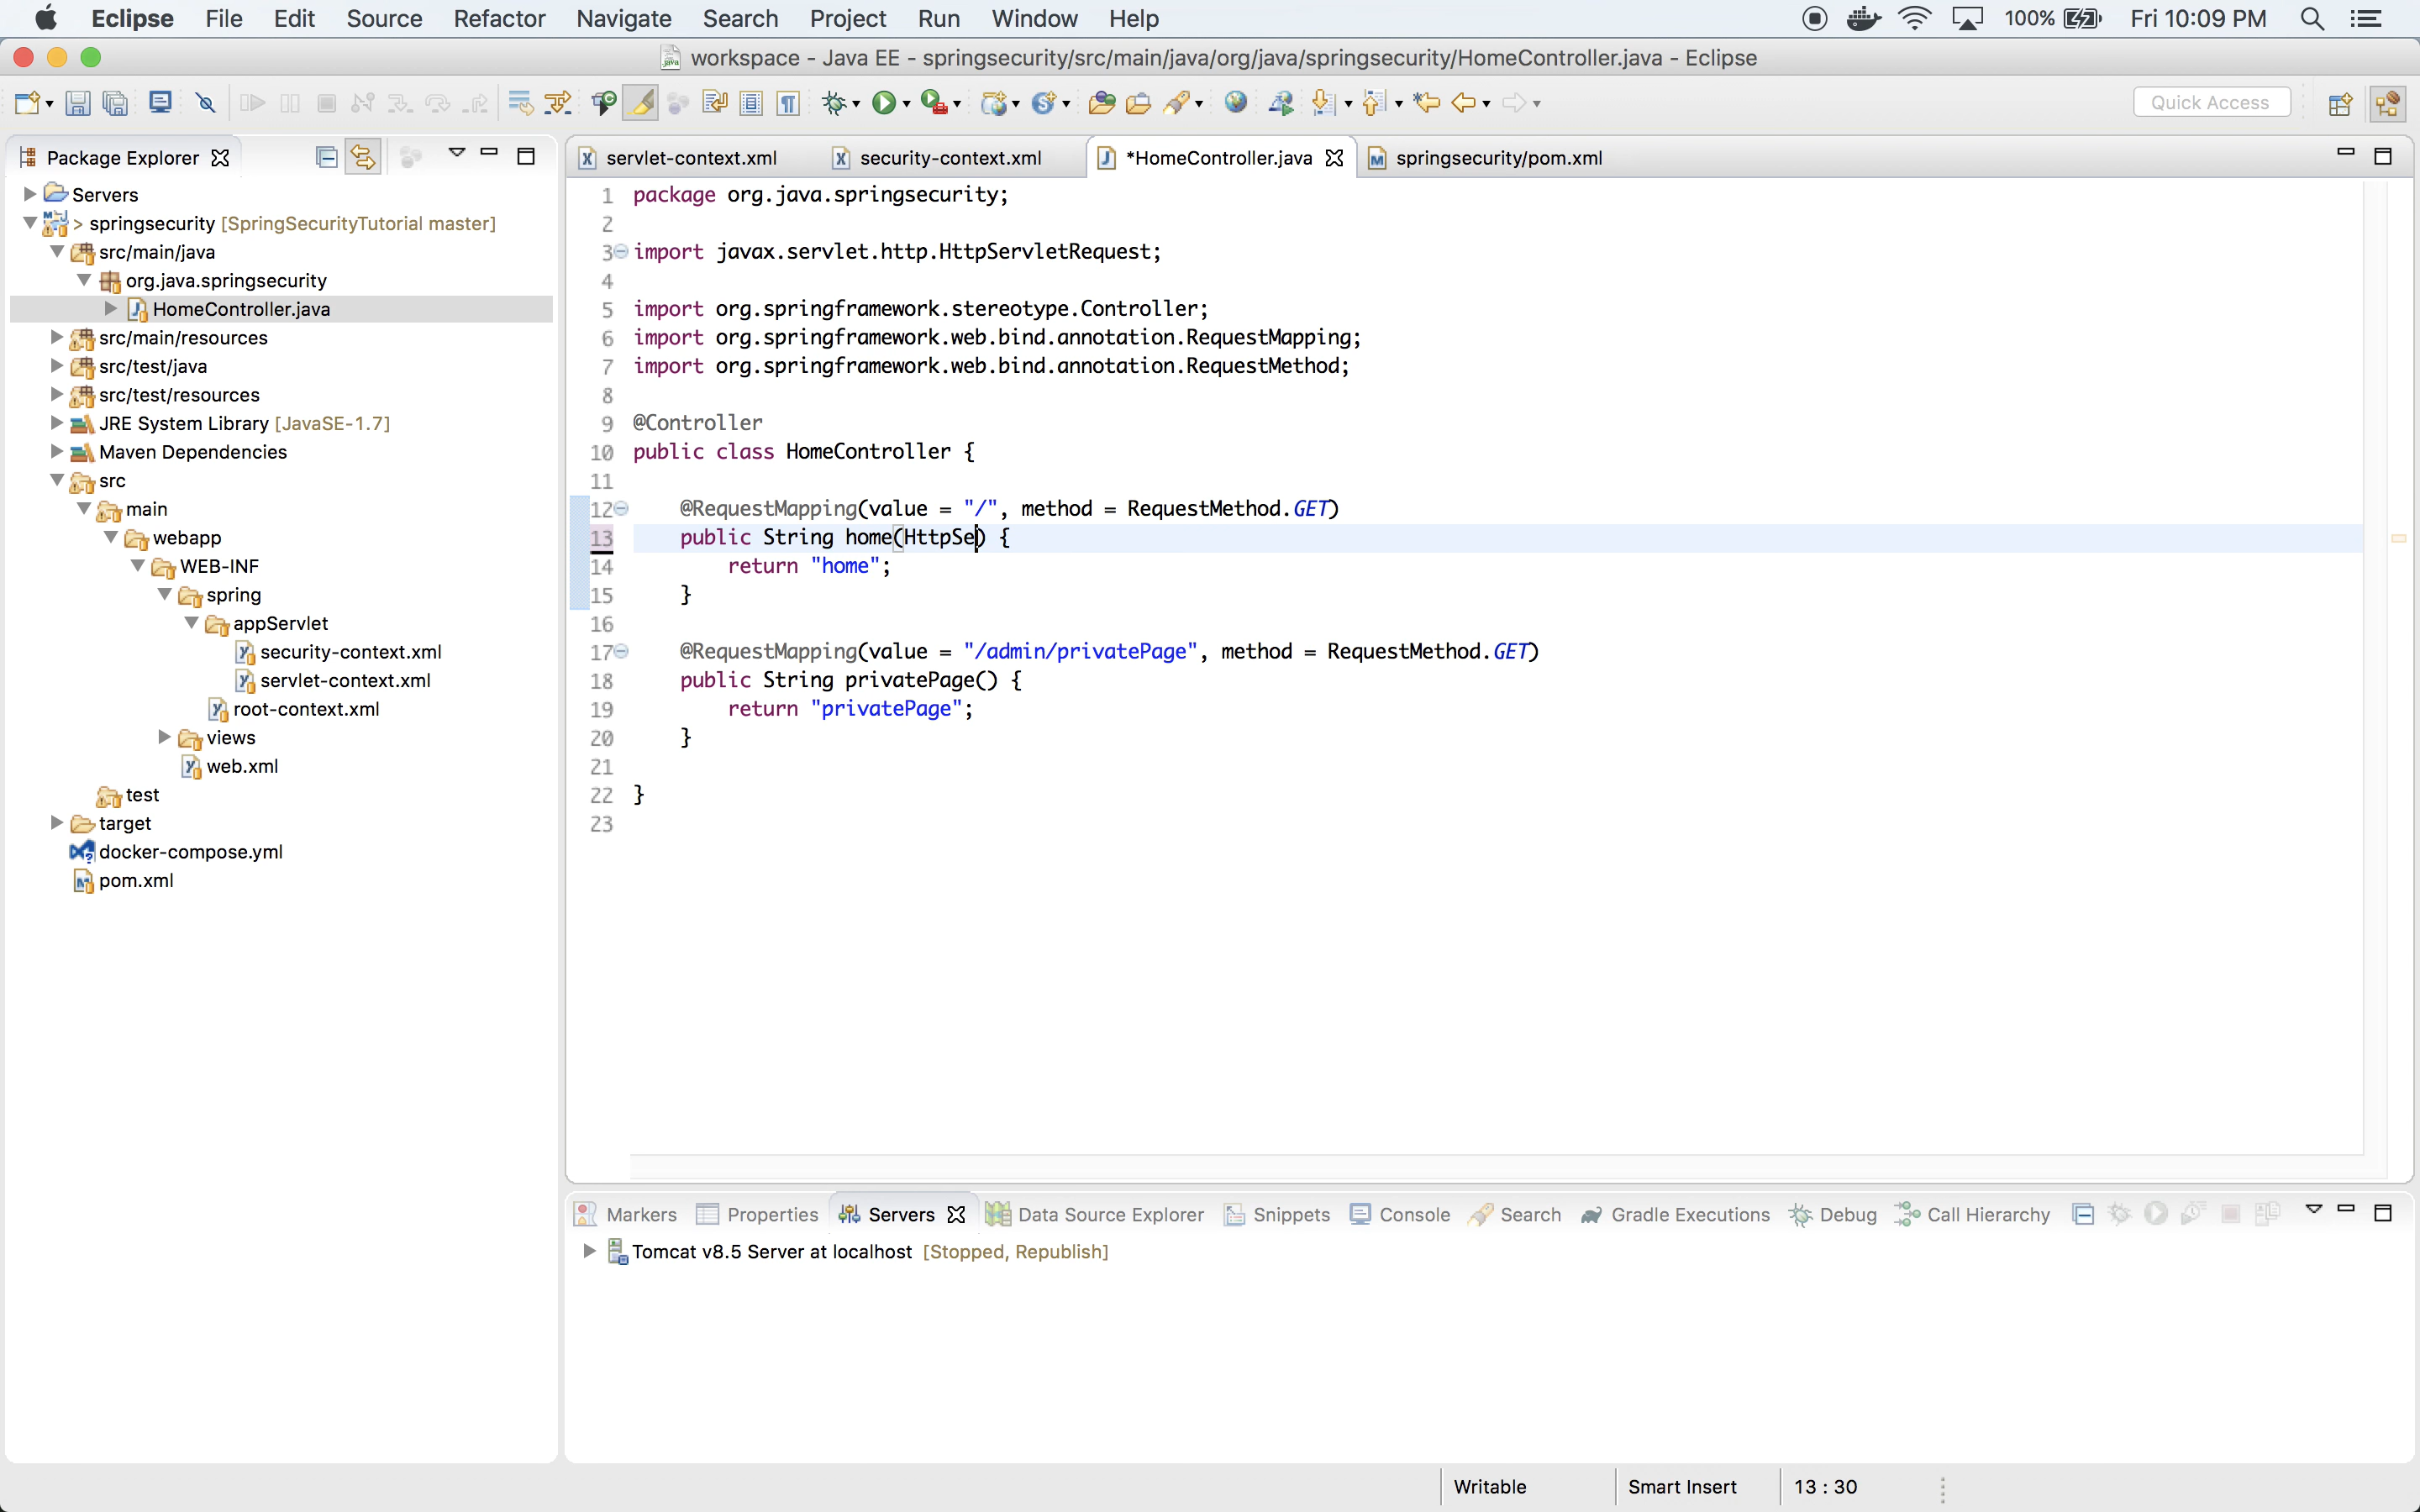 Eclipse File Edit Source Refactor Navigate Search Project Run Window Help 100% Fri 10:09 PM
workspace - Java EE - springsecurity/src/main/java/org/java/springsecurity/HomeController.java - Eclipse
Quick Access
Package Explorer
Servers
> springsecurity [SpringSecurityTutorial master]
src/main/java
org.java.springsecurity
HomeController.java
src/main/resources
src/test/java
src/test/resources
JRE System Library [JavaSE-1.7]
Maven Dependencies
src
main
webapp
WEB-INF
spring
appServlet
security-context.xml
servlet-context.xml
root-context.xml
views
web.xml
test
target
docker-compose.yml
pom.xml
servlet-context.xml security-context.xml *HomeController.java springsecurity/pom.xml
1 package org.java.springsecurity;
2
3 import javax.servlet.http.HttpServletRequest;
4
5 import org.springframework.stereotype.Controller;
6 import org.springframework.web.bind.annotation.RequestMapping;
7 import org.springframework.web.bind.annotation.RequestMethod;
8
9 @Controller
10 public class HomeController {
11
12 @RequestMapping(value = "/", method = RequestMethod.GET)
13 public String home(HttpSe) {
14 return "home";
15 }
16
17 @RequestMapping(value = "/admin/privatePage", method = RequestMethod.GET)
18 public String privatePage() {
19 return "privatePage";
20 }
21
22 }
23
Markers Properties Servers Data Source Explorer Snippets Console Search Gradle Executions Debug Call Hierarchy
Tomcat v8.5 Server at localhost [Stopped, Republish]
Writable Smart Insert 13 : 30